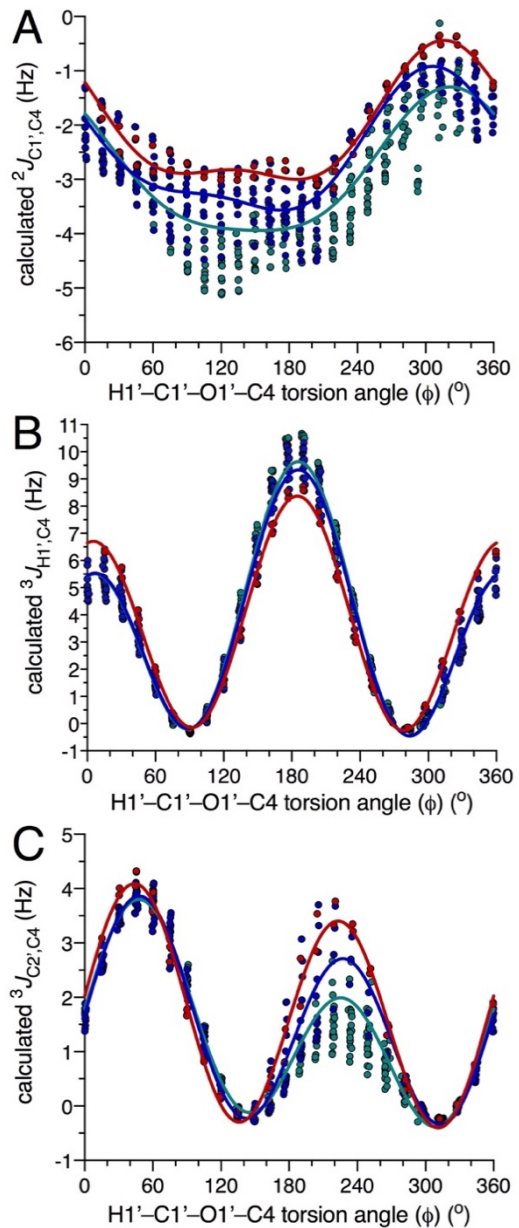 A
calculated ²J_C1',C4 (Hz)
0
-1
-2
-3
-4
-5
-6
0 60 120 180 240 300 360
H1'–C1'–O1'–C4 torsion angle (ϕ) (°)
B
calculated ³J_H1',C4 (Hz)
11
10
9
8
7
6
5
4
3
2
1
0
-1
0 60 120 180 240 300 360
H1'–C1'–O1'–C4 torsion angle (ϕ) (°)
C
calculated ³J_C2',C4 (Hz)
5
4
3
2
1
0
-1
0 60 120 180 240 300 360
H1'–C1'–O1'–C4 torsion angle (ϕ) (°)